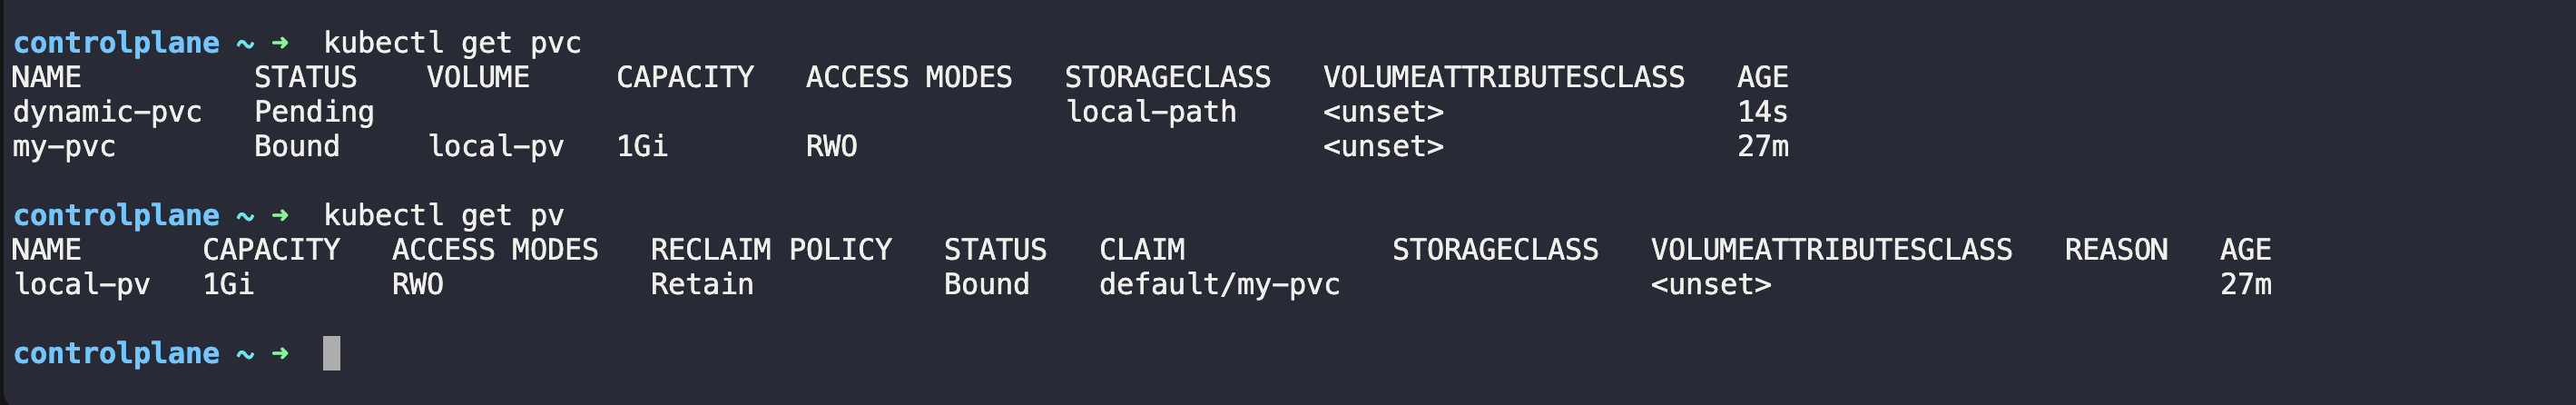 controlplane ~ ➜  kubectl get pvc
NAME          STATUS    VOLUME     CAPACITY   ACCESS MODES   STORAGECLASS   VOLUMEATTRIBUTESCLASS   AGE
dynamic-pvc   Pending                                        local-path     <unset>                 14s
my-pvc        Bound     local-pv   1Gi        RWO                           <unset>                 27m
controlplane ~ ➜  kubectl get pv
NAME       CAPACITY   ACCESS MODES   RECLAIM POLICY   STATUS   CLAIM            STORAGECLASS   VOLUMEATTRIBUTESCLASS   REASON   AGE
local-pv   1Gi        RWO            Retain           Bound    default/my-pvc                  <unset>                          27m
controlplane ~ ➜